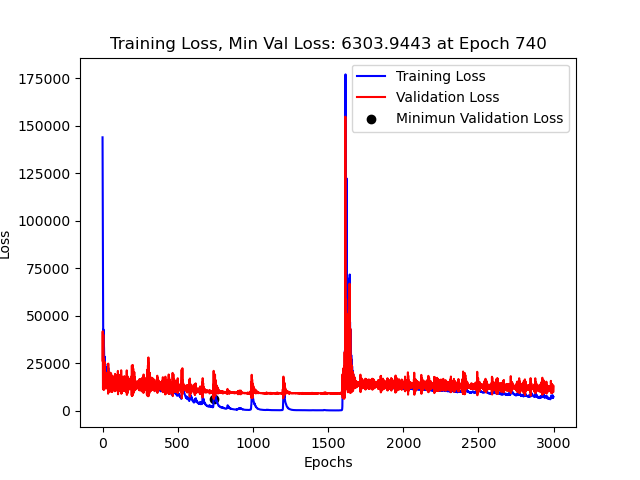 Training Loss, Min Val Loss: 6303.9443 at Epoch 740
175000
150000
125000
100000
75000
50000
25000
0
Loss
Training Loss
Validation Loss
Minimun Validation Loss
0
500
1000
1500
2000
2500
3000
Epochs